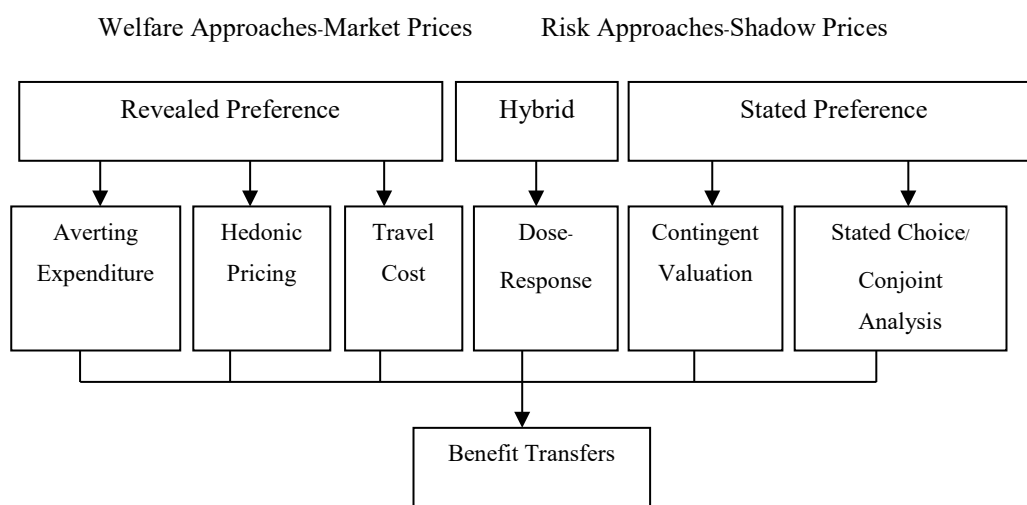 Welfare Approaches-Market Prices Risk Approaches-Shadow Prices
Revealed Preference
Hybrid
Stated Preference
Averting
Expenditure
Hedonic
Pricing
Travel
Cost
Dose-
Response
Contingent
Valuation
Stated Choice/
Conjoint
Analysis
Benefit Transfers